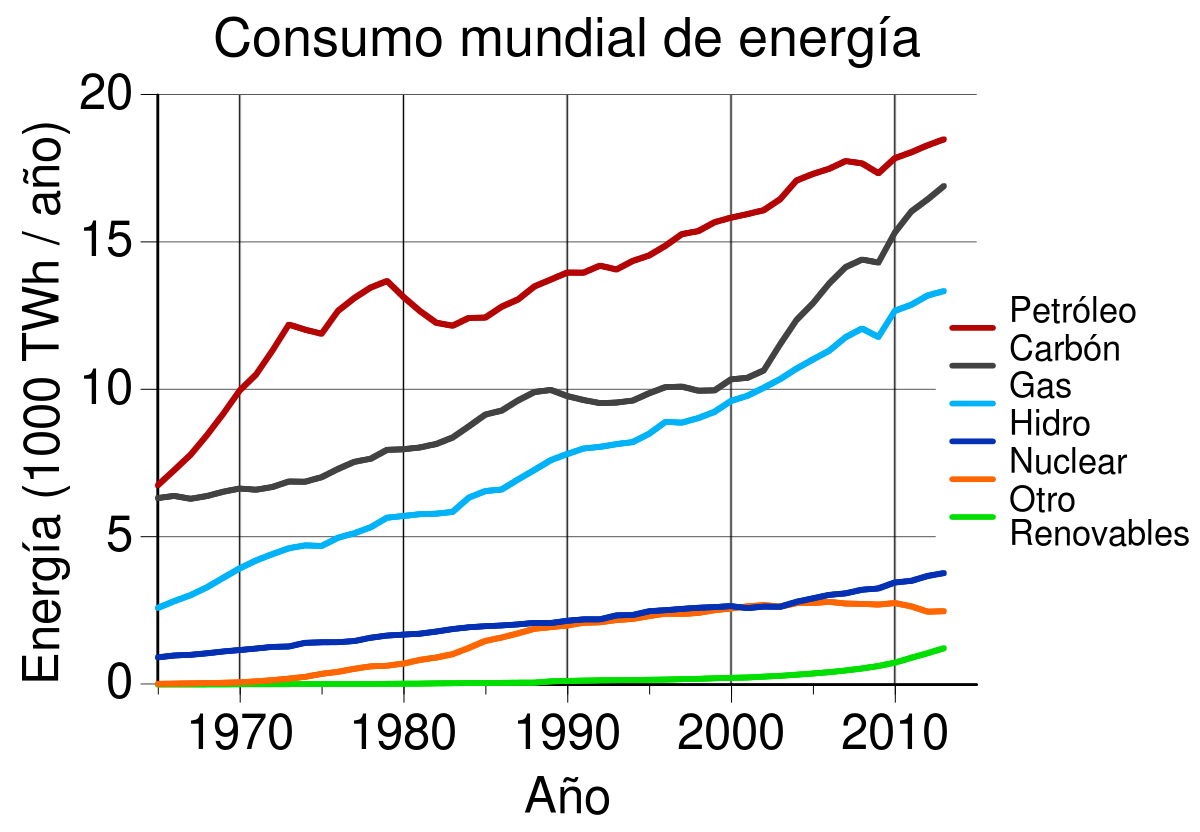 Consumo mundial de energía
Energía (1000 TWh / año)
20
15
10
5
0
1970 1980 1990 2000 2010
Año
Petróleo
Carbón
Gas
Hidro
Nuclear
Otro
Renovables